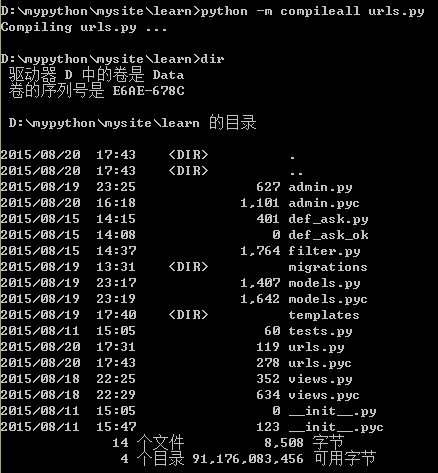 D:\mypython\mysite\learn>python -m compileall urls.py
Compiling urls.py ...
D:\mypython\mysite\learn>dir
驱动器 D 中的卷是 Data
卷的序列号是 E6AE-678C
D:\mypython\mysite\learn 的目录
2015/08/20  17:43    <DIR>          .
2015/08/20  17:43    <DIR>          ..
2015/08/19  23:25               627 admin.py
2015/08/20  16:18             1,101 admin.pyc
2015/08/15  14:15               401 def_ask.py
2015/08/15  14:08                 0 def_ask_ok
2015/08/15  14:37             1,764 filter.py
2015/08/19  13:31    <DIR>          migrations
2015/08/19  23:17             1,407 models.py
2015/08/19  23:19             1,642 models.pyc
2015/08/19  17:40    <DIR>          templates
2015/08/11  15:05                60 tests.py
2015/08/20  17:31               119 urls.py
2015/08/20  17:43               278 urls.pyc
2015/08/18  22:25               352 views.py
2015/08/18  22:29               634 views.pyc
2015/08/11  15:05                 0 __init__.py
2015/08/11  15:47               123 __init__.pyc
14 个文件          8,508 字节
4 个目录 91,176,083,456 可用字节